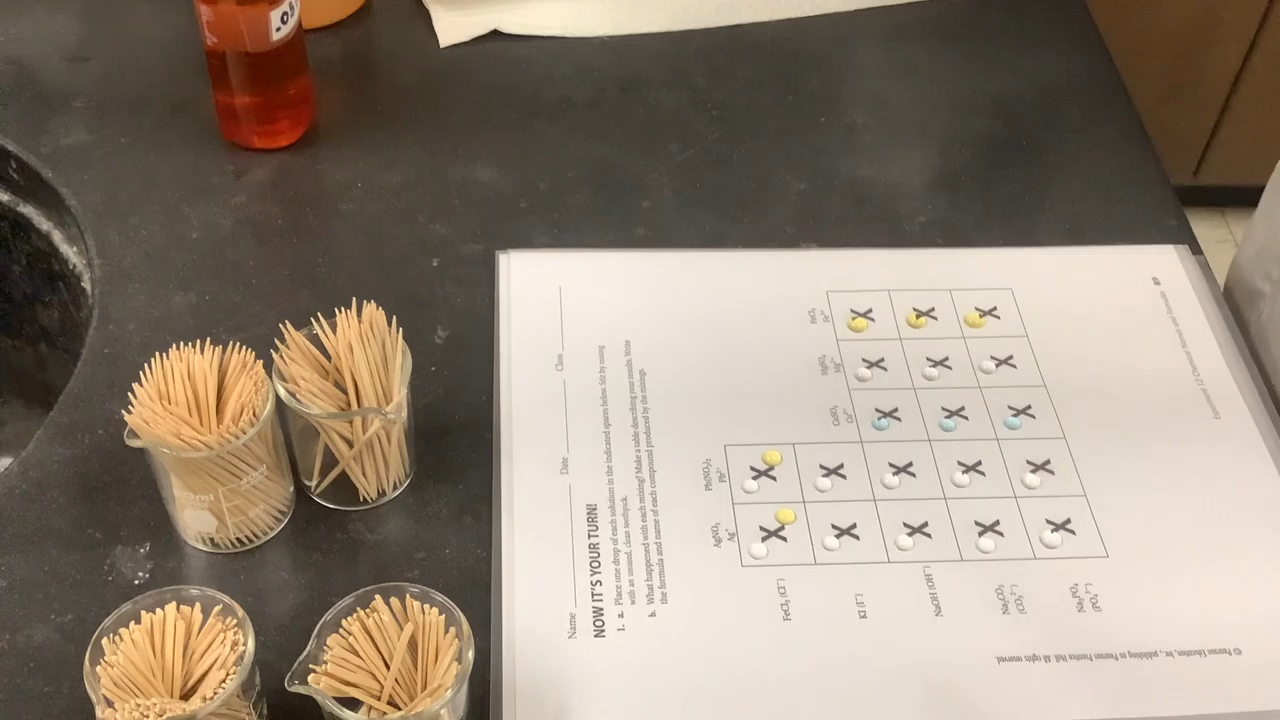 Name Date Class
NOW IT'S YOUR TURN!
1. a. Place one drop of each solution in the indicated spaces below. Stir by mixing
with an unused, clean toothpick.
b. What happened with each mixing? Make a table describing your results. Write
the formula and name of each compound produced by the mixings.
AgNO₃ Pb(NO₃)₂ CuSO₄ MgSO₄ FeCl₃
Ag⁺ Pb²⁺ Cu²⁺ Mg²⁺ Fe³⁺
FeCl₃ (Cl⁻) X X
KI (I⁻) X X
NaOH (OH⁻) X X X X X
Na₂CO₃ X X X X X
(CO₃²⁻)
Na₃PO₄ X X X X X
(PO₄³⁻)
© Pearson Education, Inc., publishing as Pearson Prentice Hall. All rights reserved.
Experiment 12 Chemical Names and Formulas 89
-.05